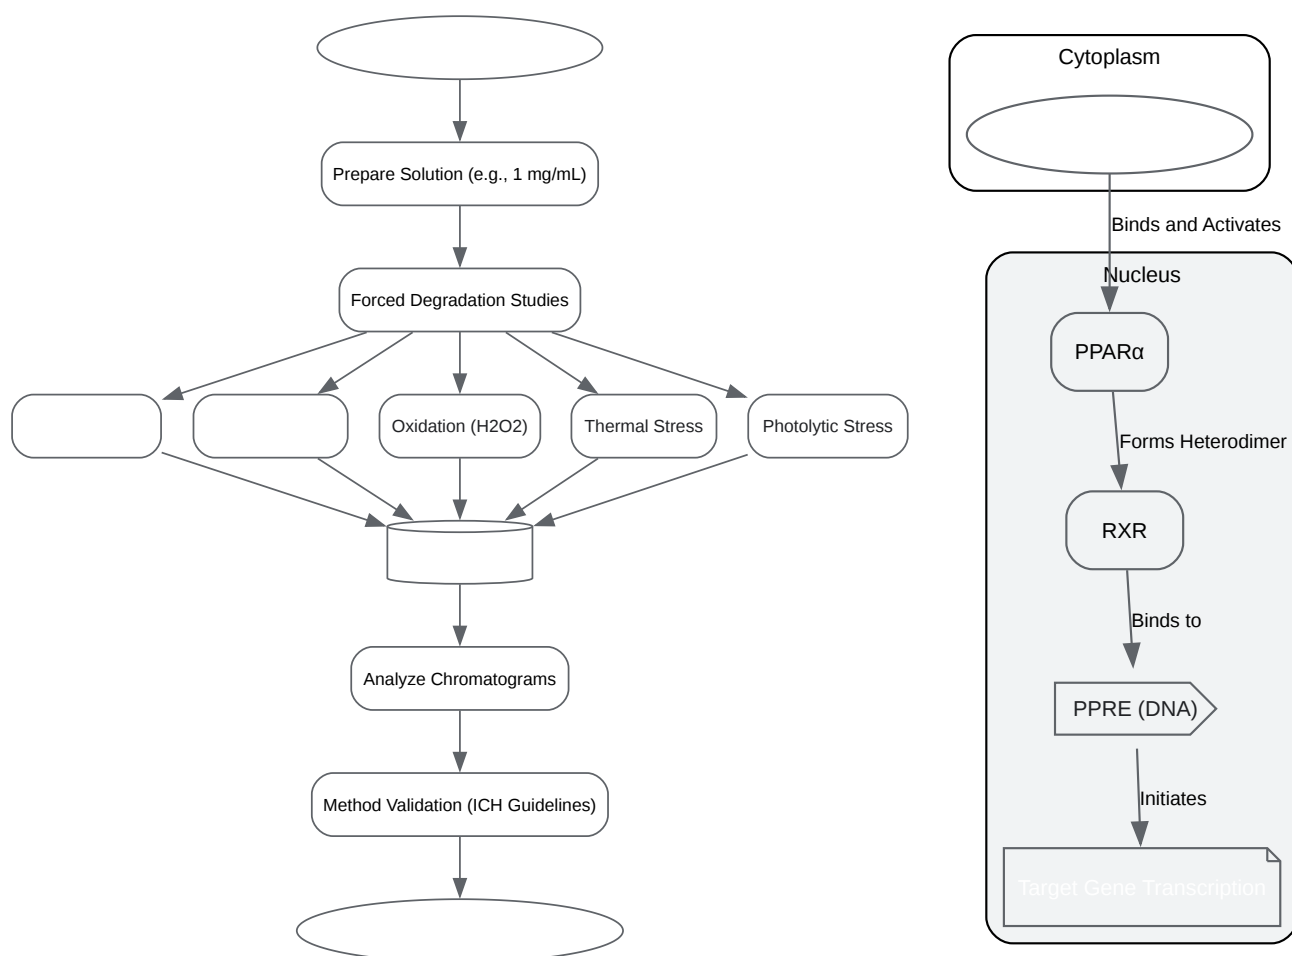 Prepare Solution (e.g., 1 mg/mL)
Forced Degradation Studies
Oxidation (H2O2)
Thermal Stress
Photolytic Stress
Analyze Chromatograms
Method Validation (ICH Guidelines)
Cytoplasm
Binds and Activates
Nucleus
PPARα
Forms Heterodimer
RXR
Binds to
PPRE (DNA)
Initiates
Target Gene Transcription